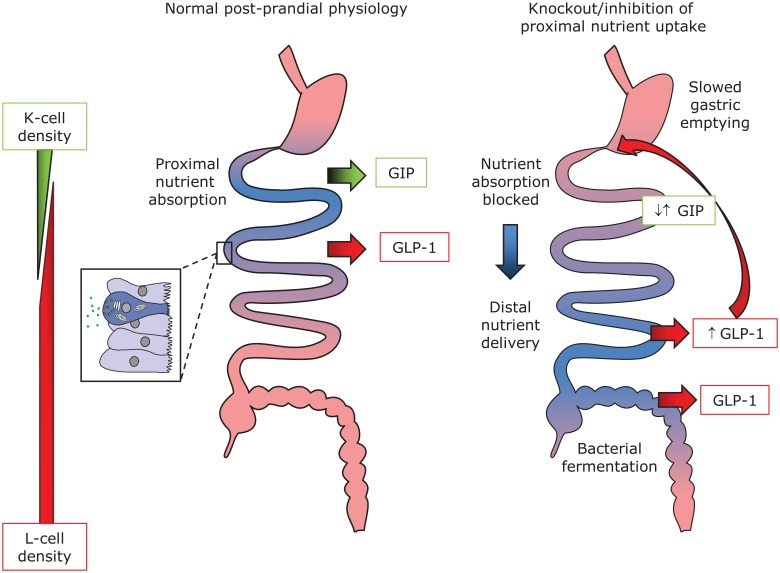 Normal post-prandial physiology
Knockout/inhibition of
proximal nutrient uptake
K-cell
density
L-cell
density
Proximal
nutrient
absorption
GIP
GLP-1
Slowed
gastric
emptying
Nutrient
absorption
blocked
↓↑ GIP
Distal
nutrient
delivery
↑ GLP-1
GLP-1
Bacterial
fermentation